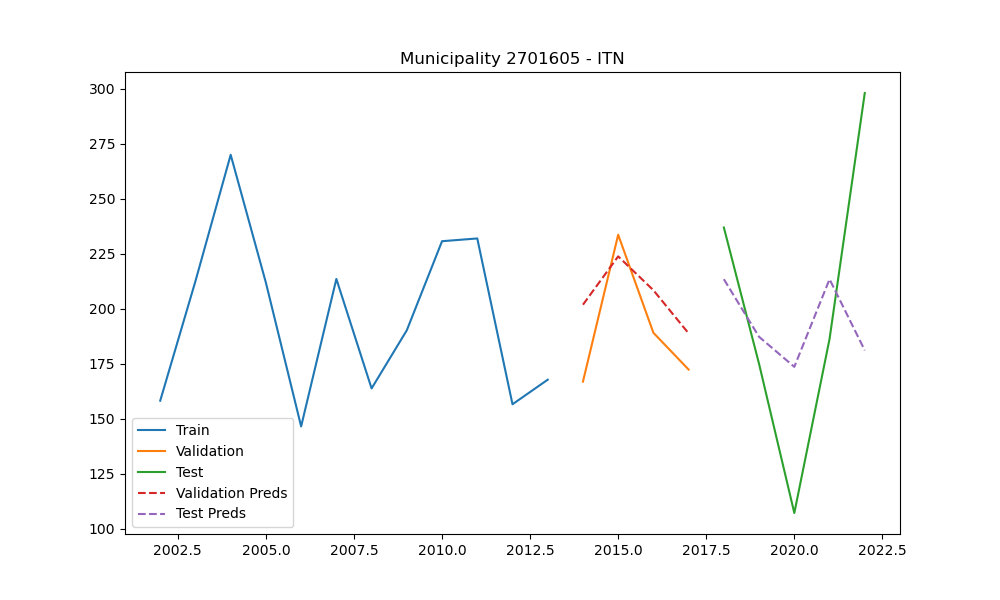 Municipality 2701605 - ITN
300
275
250
225
200
175
150
125
100
Train
Validation
Test
Validation Preds
Test Preds
2002.5 2005.0 2007.5 2010.0 2012.5 2015.0 2017.5 2020.0 2022.5